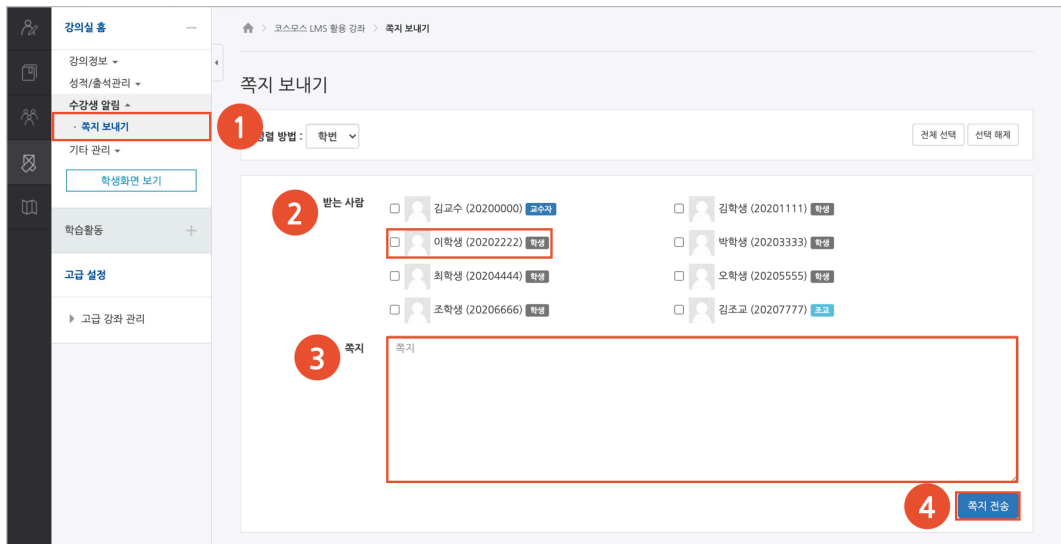 강의실 홈
강의정보
성적/출석관리
수강생 알림
· 쪽지 보내기
기타 관리
학생화면 보기
학습활동
고급 설정
고급 강좌 관리
코스모스 LMS 활용 강좌 > 쪽지 보내기
쪽지 보내기
1
렬 방법 : 학번
전체 선택 선택 해제
2
받는 사람
김교수 (20200000) 교수자
김학생 (20201111) 학생
이학생 (20202222) 학생
박학생 (20203333) 학생
최학생 (20204444) 학생
오학생 (20205555) 학생
조학생 (20206666) 학생
김조교 (20207777) 조교
3
쪽지
쪽지
4
쪽지 전송